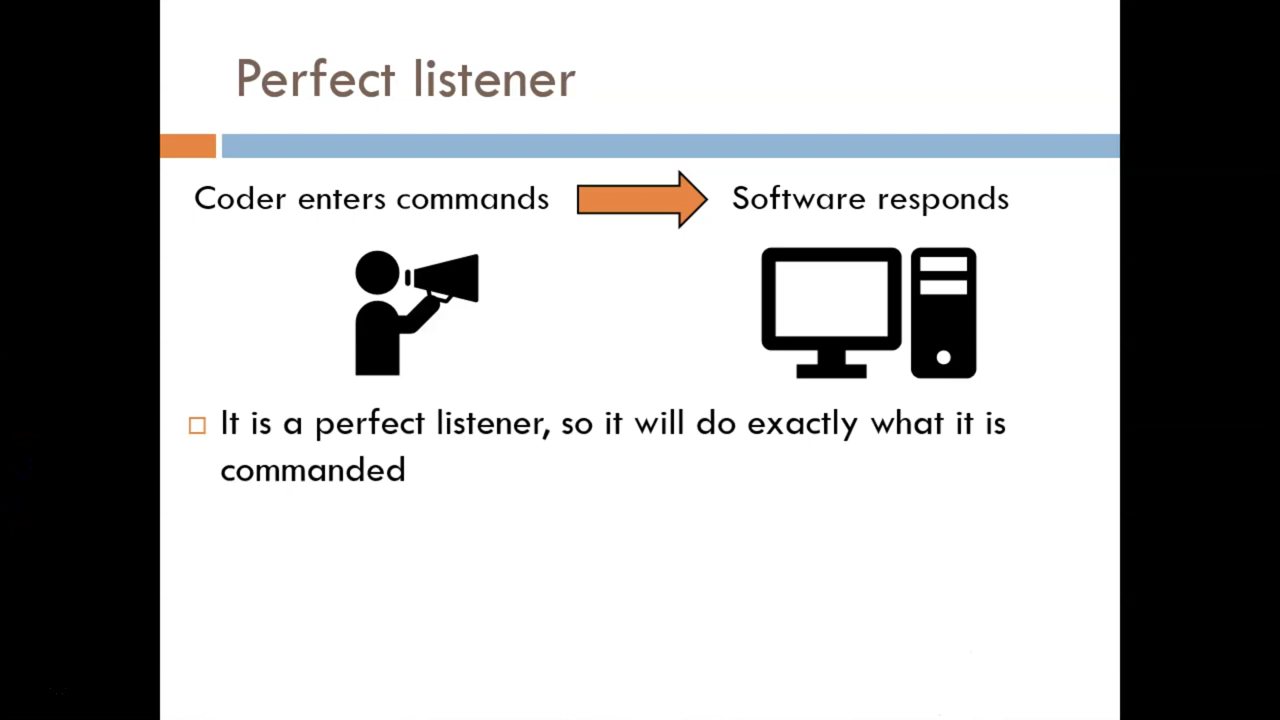 Perfect listener
Coder enters commands
Software responds
It is a perfect listener, so it will do exactly what it is
commanded